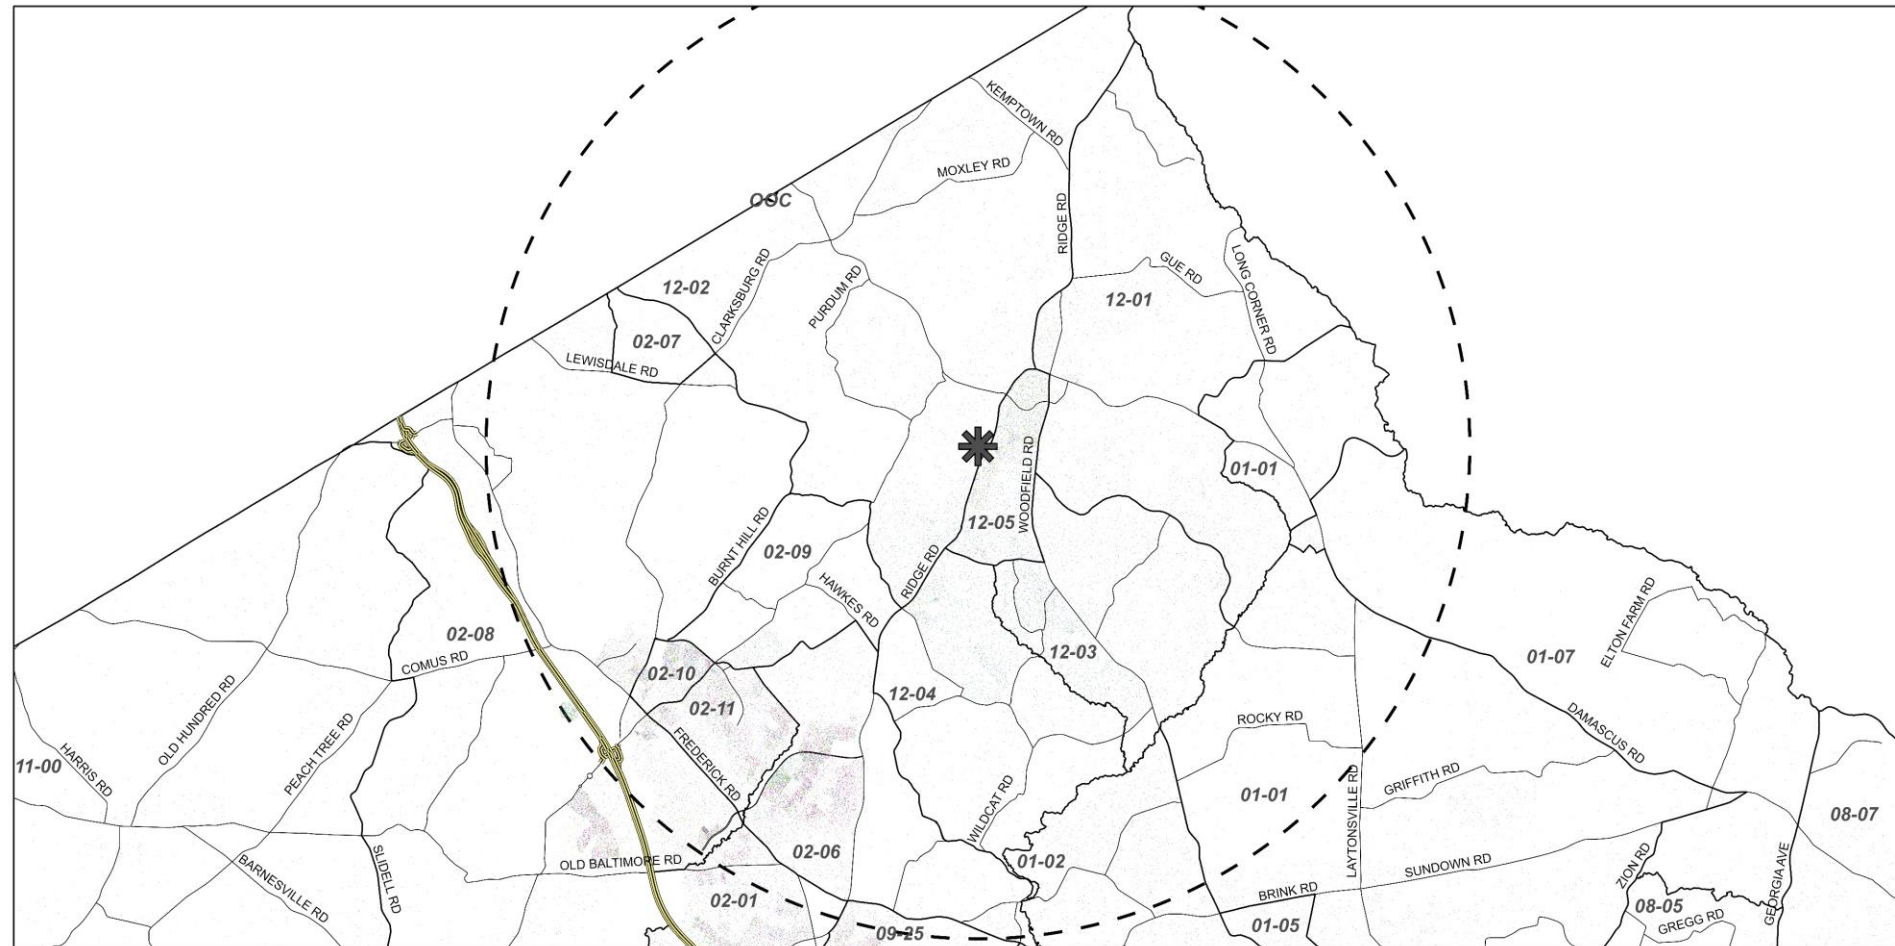 KEMPTOWN RD
MOXLEY RD
OOC
RIDGE RD
GUE RD
LONG CORNER RD
12-02
CLARKSBURG RD
PURDUM RD
12-01
02-07
LEWISDALE RD
WOODFIELD RD
01-01
12-05
BURNT HILL RD
02-09
HAWKES RD
RIDGE RD
ELTON FARM RD
02-08
COMUS RD
12-03
01-07
02-10
12-04
02-11
OLD HUNDRED RD
PEACH TREE RD
ROCKY RD
DAMASCUS RD
FREDERICK RD
11-00
HARRIS RD
GRIFFITH RD
01-01
LAYTONSVILLE RD
WILDCAT RD
08-07
02-06
01-02
OLD BALTIMORE RD
SUNDOWN RD
ZION RD
GEORGIA AVE
BARNESVILLE RD
SLIDELL RD
BRINK RD
02-01
08-05
GREGG RD
01-05
09-25